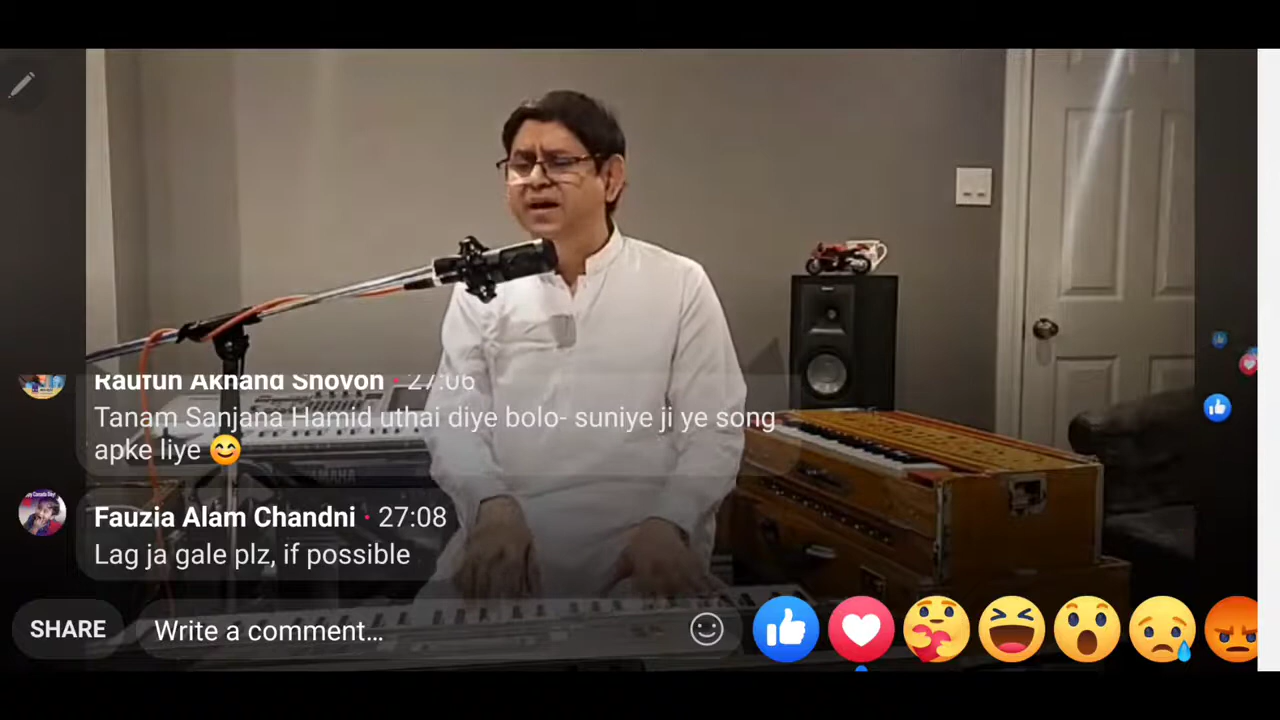 Raufun Akhand Shovon • 27:06
Tanam Sanjana Hamid uthai diye bolo- suniye ji ye song
apke liye 😊
YAMAHA
Fauzia Alam Chandni • 27:08
Lag ja gale plz, if possible
SHARE
Write a comment...